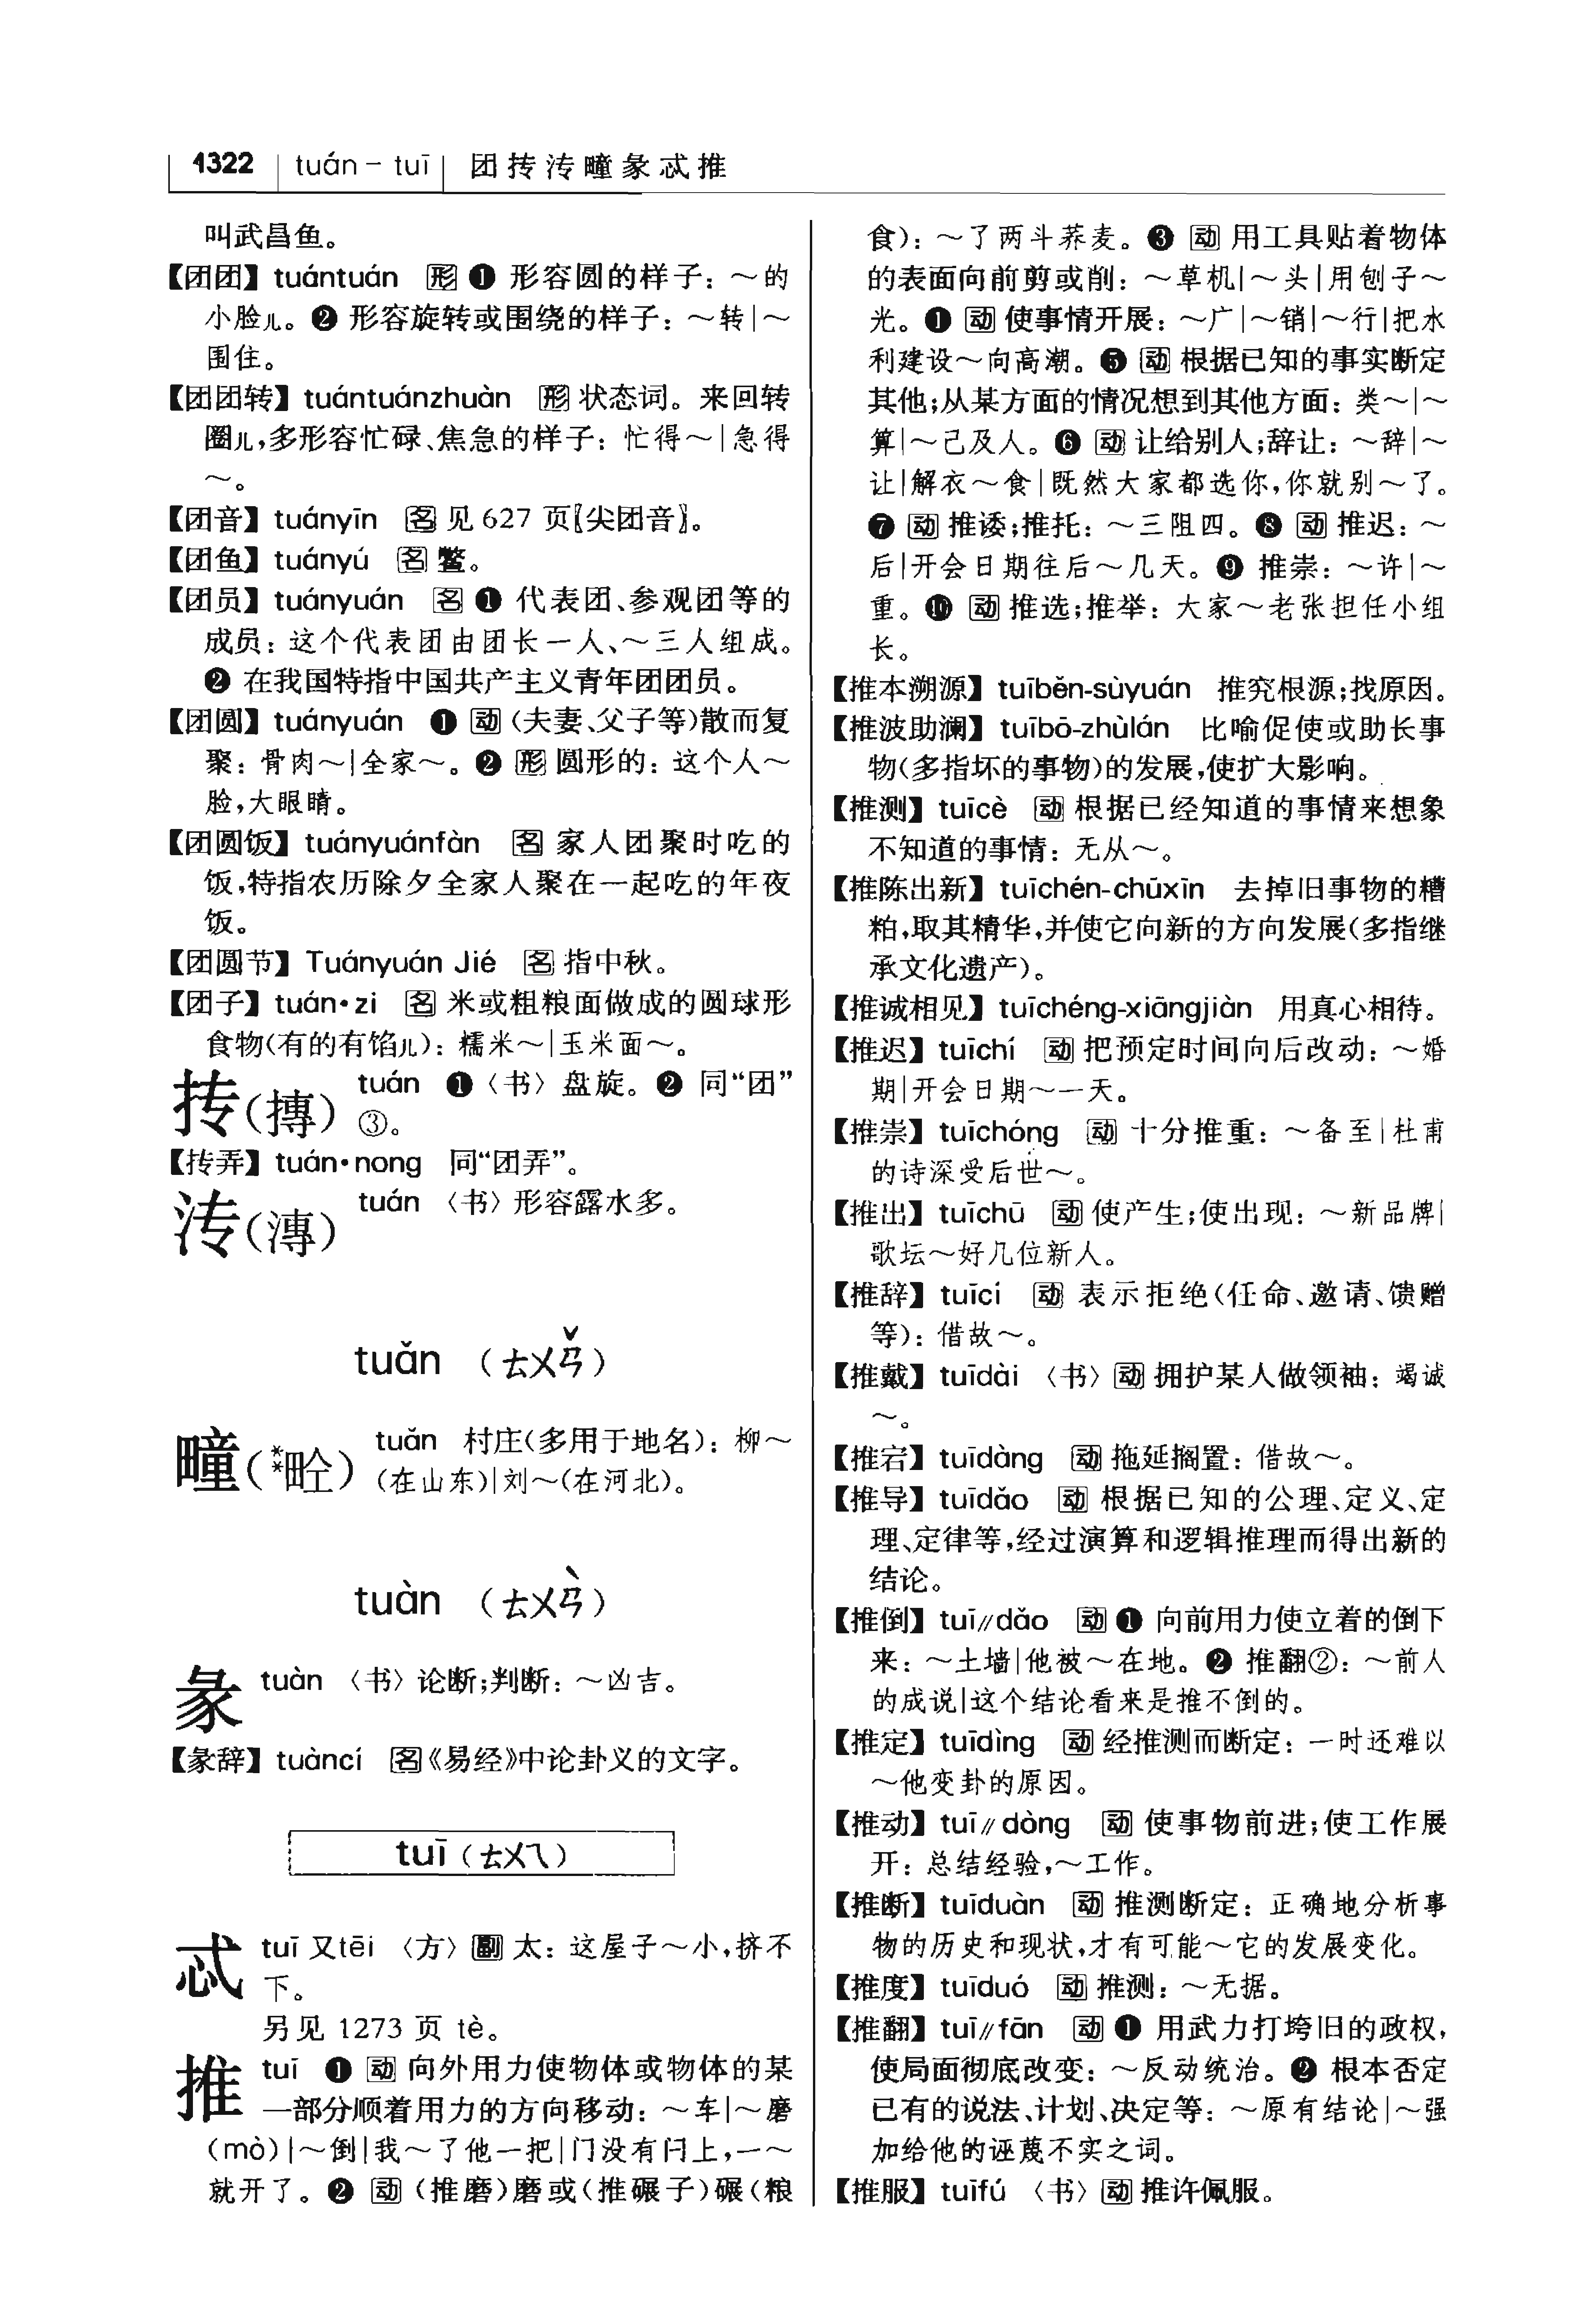 1322 tuán – tuī 团抟漙疃彖忒推
叫武昌鱼。
【团团】tuántuán 形 ❶ 形容圆的样子：～的
小脸儿。❷ 形容旋转或围绕的样子：～转|～
围住。
【团团转】tuántuánzhuàn 形 状态词。来回转
圈儿,多形容忙碌、焦急的样子：忙得～|急得
～。
【团音】tuányīn 名 见 627 页〖尖团音〗。
【团鱼】tuányú 名 鳖。
【团员】tuányuán 名 ❶ 代表团、参观团等的
成员：这个代表团由团长一人、～三人组成。
❷ 在我国特指中国共产主义青年团团员。
【团圆】tuányuán ❶ 动 (夫妻、父子等)散而复
聚：骨肉～|全家～。❷ 形 圆形的：这个人～
脸,大眼睛。
【团圆饭】tuányuánfàn 名 家人团聚时吃的
饭,特指农历除夕全家人聚在一起吃的年夜
饭。
【团圆节】Tuányuán Jié 名 指中秋。
【团子】tuán•zi 名 米或粗粮面做成的圆球形
食物(有的有馅儿)：糯米～|玉米面～。
抟(摶) tuán ❶〈书〉盘旋。❷ 同“团”
③。
【抟弄】tuán•nong 同“团弄”。
𬇙(漙) tuán 〈书〉形容露水多。
tuǎn (ㄊㄨㄢˇ)
疃(**畽) tuǎn 村庄(多用于地名)：柳～
(在山东)|刘～(在河北)。
tuàn (ㄊㄨㄢˋ)
彖 tuàn 〈书〉论断;判断：～凶吉。
【彖辞】tuàncí 名《易经》中论卦义的文字。
tuī (ㄊㄨㄟ)
忒 tuī 又tēi 〈方〉副 太：这屋子～小,挤不
下。
另见 1273 页 tè。
推 tuī ❶ 动 向外用力使物体或物体的某
一部分顺着用力的方向移动：～车|～磨
(mò)|～倒|我～了他一把|门没有闩上,一～
就开了。❷ 动 (推磨)磨或(推碾子)碾(粮
食)：～了两斗荞麦。❸ 动 用工具贴着物体
的表面向前剪或削：～草机|～头|用刨子～
光。❹ 动 使事情开展：～广|～销|～行|把水
利建设～向高潮。❺ 动 根据已知的事实断定
其他;从某方面的情况想到其他方面：类～|～
算|～己及人。❻ 动 让给别人;辞让：～辞|～
让|解衣～食|既然大家都选你,你就别～了。
❼ 动 推诿;推托：～三阻四。❽ 动 推迟：～
后|开会日期往后～几天。❾ 推崇：～许|～
重。❿ 动 推选;推举：大家～老张担任小组
长。
【推本溯源】tuīběn-sùyuán 推究根源;找原因。
【推波助澜】tuībō-zhùlán 比喻促使或助长事
物(多指坏的事物)的发展,使扩大影响。
【推测】tuīcè 动 根据已经知道的事情来想象
不知道的事情：无从～。
【推陈出新】tuīchén-chūxīn 去掉旧事物的糟
粕,取其精华,并使它向新的方向发展(多指继
承文化遗产)。
【推诚相见】tuīchéng-xiāngjiàn 用真心相待。
【推迟】tuīchí 动 把预定时间向后改动：～婚
期|开会日期～一天。
【推崇】tuīchóng 动 十分推重：～备至|杜甫
的诗深受后世～。
【推出】tuīchū 动 使产生;使出现：～新品牌|
歌坛～好几位新人。
【推辞】tuīcí 动 表示拒绝(任命、邀请、馈赠
等)：借故～。
【推戴】tuīdài 〈书〉动 拥护某人做领袖：竭诚
～。
【推宕】tuīdàng 动 拖延搁置：借故～。
【推导】tuīdǎo 动 根据已知的公理、定义、定
理、定律等,经过演算和逻辑推理而得出新的
结论。
【推倒】tuī∥dǎo 动 ❶ 向前用力使立着的倒下
来：～土墙|他被～在地。❷ 推翻②：～前人
的成说|这个结论看来是推不倒的。
【推定】tuīdìng 动 经推测而断定：一时还难以
～他变卦的原因。
【推动】tuī∥dòng 动 使事物前进;使工作展
开：总结经验,～工作。
【推断】tuīduàn 动 推测断定：正确地分析事
物的历史和现状,才有可能～它的发展变化。
【推度】tuīduó 动 推测：～无据。
【推翻】tuī∥fān 动 ❶ 用武力打垮旧的政权,
使局面彻底改变：～反动统治。❷ 根本否定
已有的说法、计划、决定等：～原有结论|～强
加给他的诬蔑不实之词。
【推服】tuīfú 〈书〉动 推许佩服。